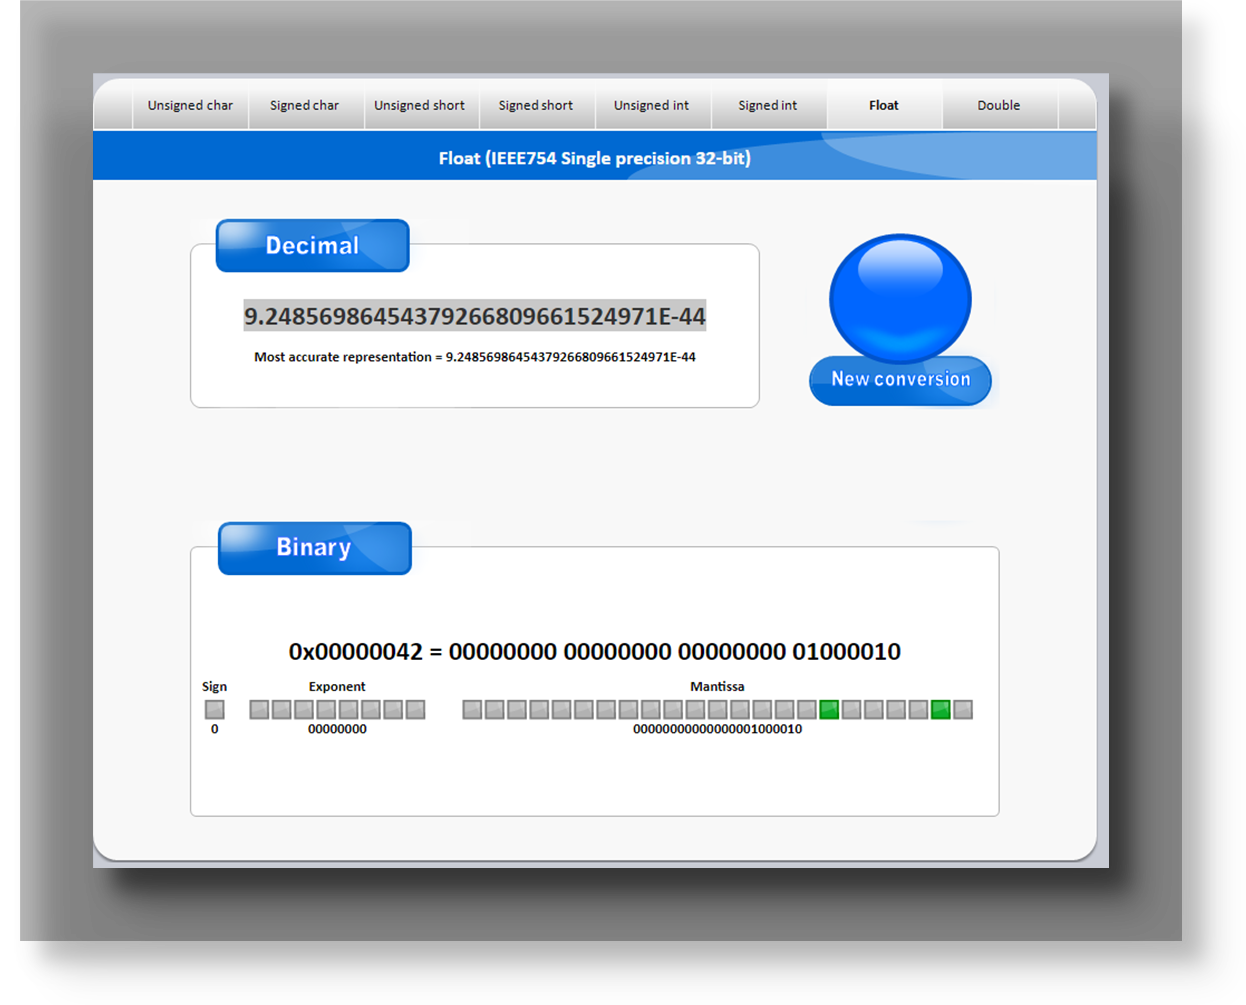 Unsigned char Signed char Unsigned short Signed short Unsigned int Signed int Float Double
Float (IEEE754 Single precision 32-bit)
Decimal
9.24856986454379266809661524971E-44
Most accurate representation = 9.24856986454379266809661524971E-44
New conversion
Binary
0x00000042 = 00000000 00000000 00000000 01000010
Sign Exponent Mantissa
0 00000000 00000000000000001000010